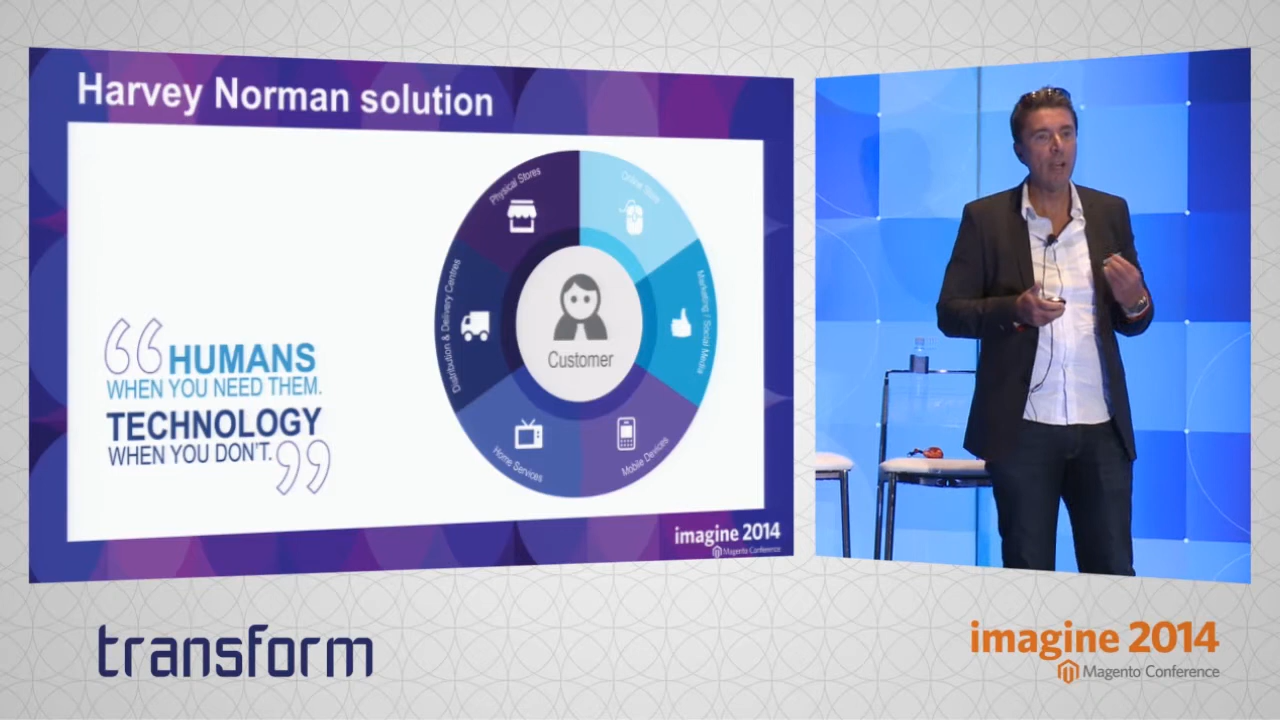 Harvey Norman solution
Physical Stores
Online Store
Distribution & Delivery Centres
Marketing / Social Media
Customer
Home Services
Mobile Devices
“HUMANS
WHEN YOU NEED THEM.
TECHNOLOGY
WHEN YOU DON'T.”
imagine 2014
Magento Conference
transform
imagine 2014
Magento Conference